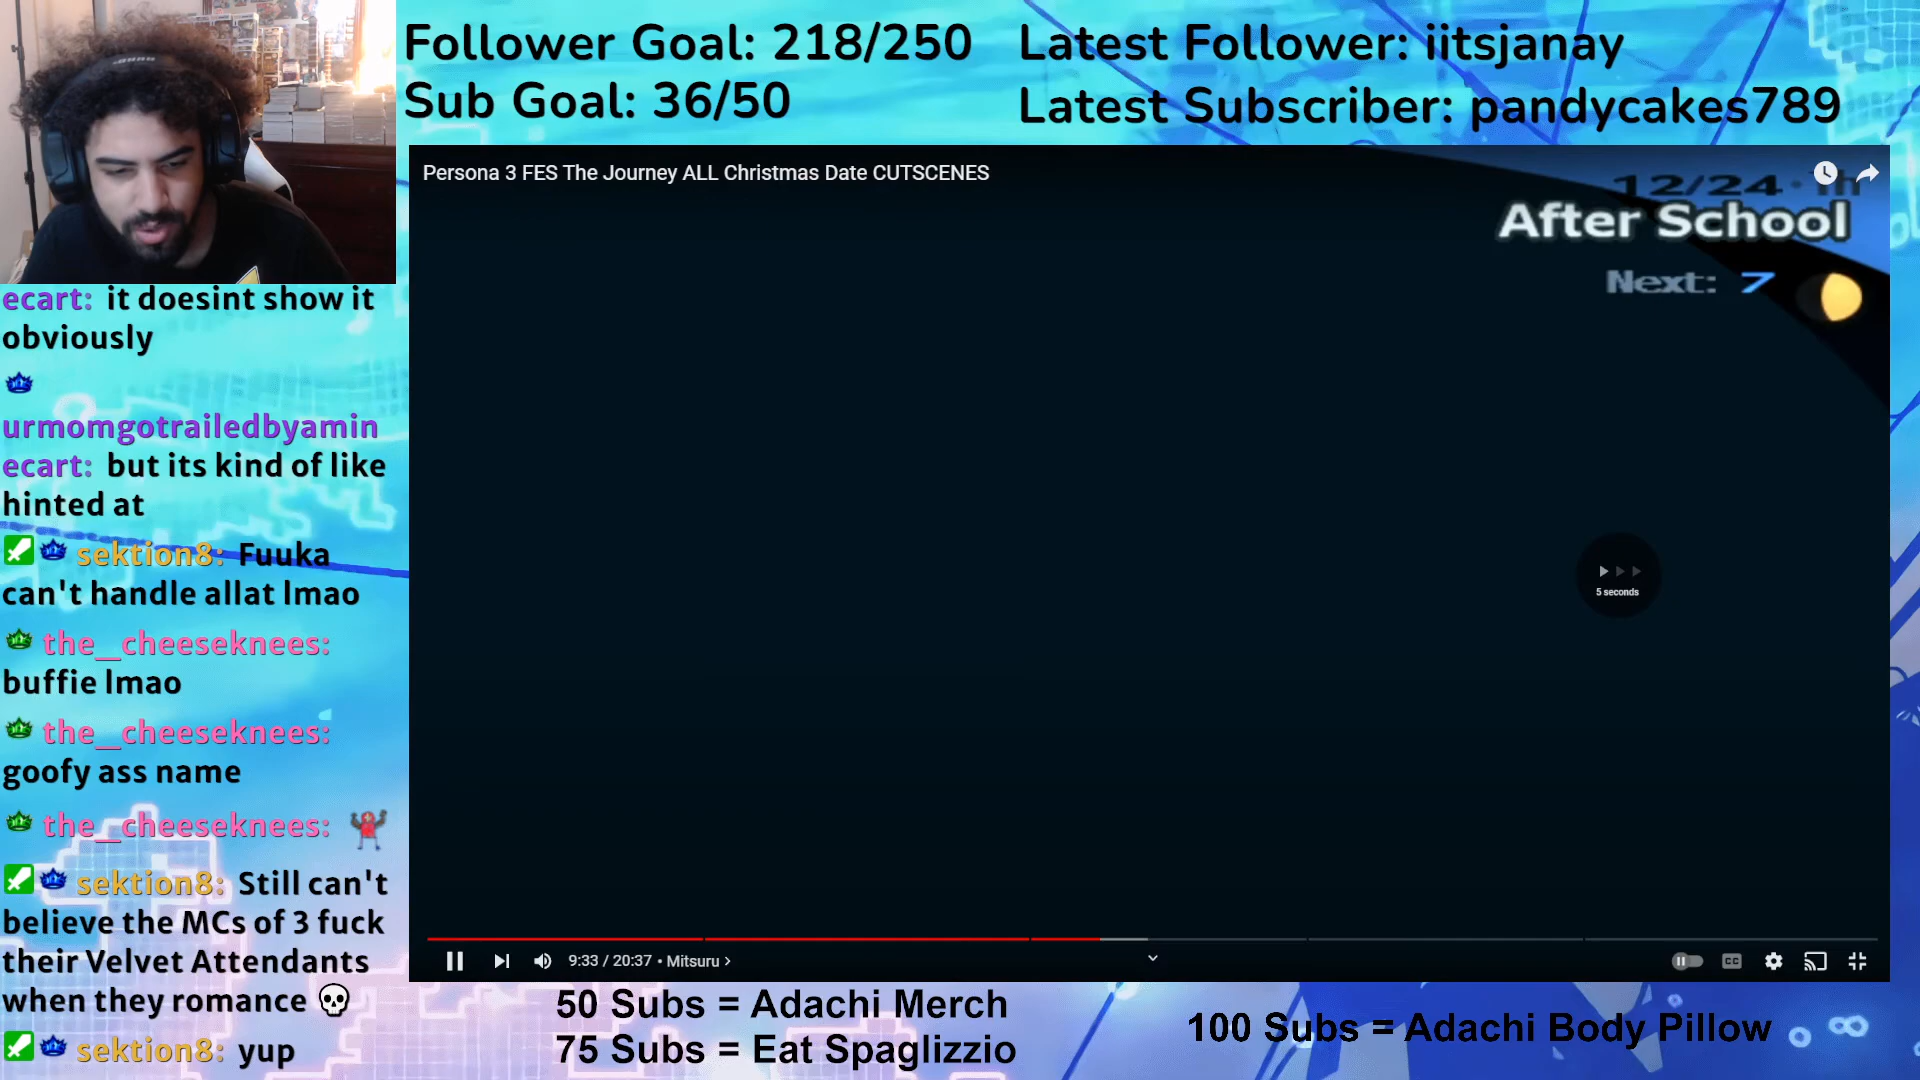 Follower Goal: 218/250
Sub Goal: 36/50
Latest Follower: iitsjanay
Latest Subscriber: pandycakes789
Persona 3 FES The Journey ALL Christmas Date CUTSCENES
12/24
After School
Next: 7
5 seconds
ecart: it doesint show it
obviously
urmomgotrailedbyamin
ecart: but its kind of like
hinted at
sektion8: Fuuka
can't handle allat lmao
the__cheeseknees:
buffie lmao
the__cheeseknees:
goofy ass name
the__cheeseknees:
sektion8: Still can't
believe the MCs of 3 fuck
their Velvet Attendants
when they romance 💀
sektion8: yup
9:33 / 20:37 • Mitsuru >
CC
50 Subs = Adachi Merch
75 Subs = Eat Spaglizzio
100 Subs = Adachi Body Pillow